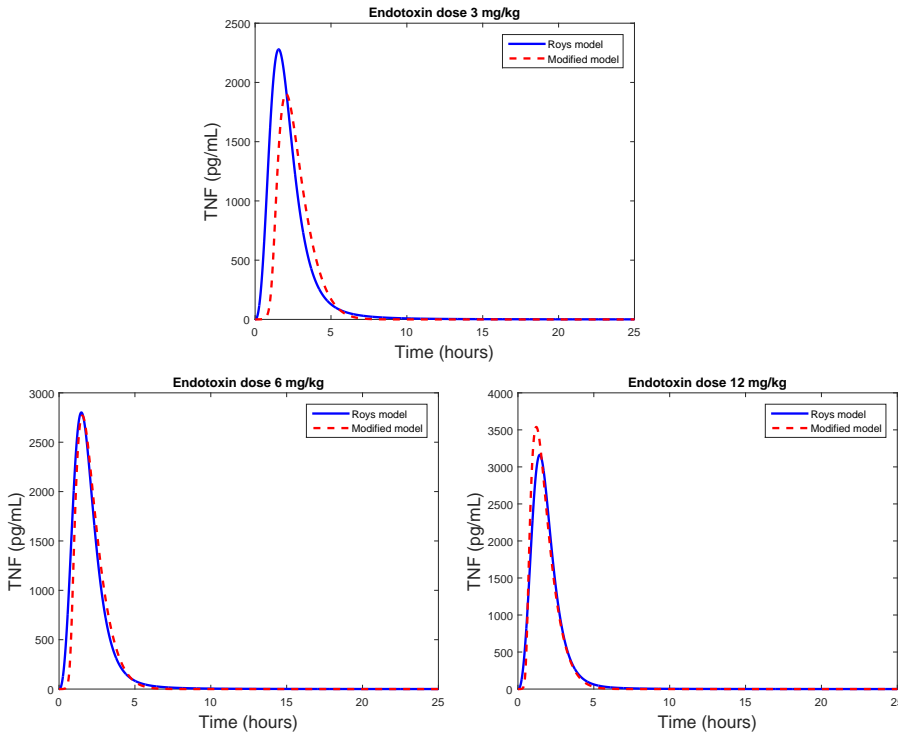 Endotoxin dose 3 mg/kg
2500
2000
1500
1000
500
0
TNF (pg/mL)
Roys model
Modified model
0 5 10 15 20 25
Time (hours)
Endotoxin dose 6 mg/kg
3000
2500
2000
1500
1000
500
0
TNF (pg/mL)
Roys model
Modified model
0 5 10 15 20 25
Time (hours)
Endotoxin dose 12 mg/kg
4000
3500
3000
2500
2000
1500
1000
500
0
TNF (pg/mL)
Roys model
Modified model
0 5 10 15 20 25
Time (hours)